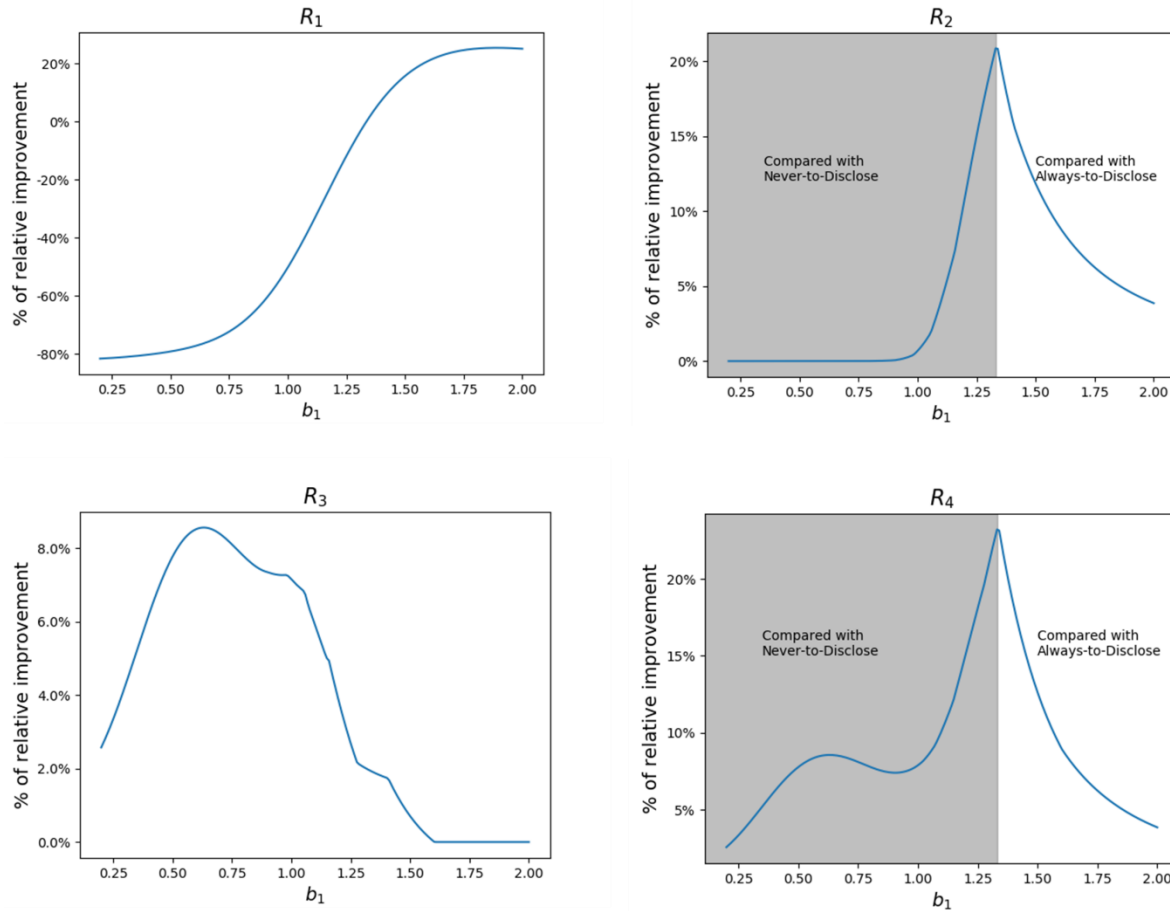 R₁
% of relative improvement
20%
0%
-20%
-40%
-60%
-80%
0.25 0.50 0.75 1.00 1.25 1.50 1.75 2.00
b₁
R₂
% of relative improvement
20%
15%
10%
5%
0%
Compared with
Never-to-Disclose
Compared with
Always-to-Disclose
0.25 0.50 0.75 1.00 1.25 1.50 1.75 2.00
b₁
R₃
% of relative improvement
8.0%
6.0%
4.0%
2.0%
0.0%
0.25 0.50 0.75 1.00 1.25 1.50 1.75 2.00
b₁
R₄
% of relative improvement
20%
15%
10%
5%
Compared with
Never-to-Disclose
Compared with
Always-to-Disclose
0.25 0.50 0.75 1.00 1.25 1.50 1.75 2.00
b₁